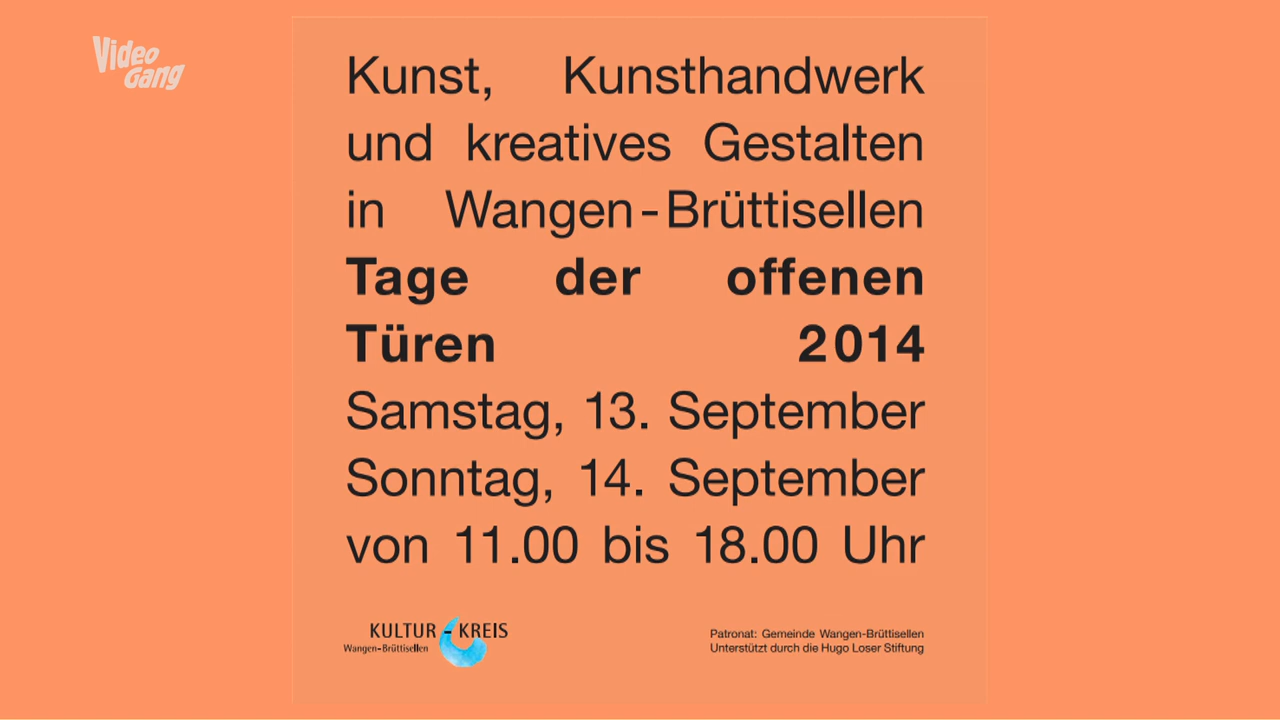 Video
Gang
Kunst, Kunsthandwerk
und kreatives Gestalten
in Wangen-Brüttisellen
Tage der offenen
Türen 2014
Samstag, 13. September
Sonntag, 14. September
von 11.00 bis 18.00 Uhr
KULTUR-KREIS
Wangen-Brüttisellen
Patronat: Gemeinde Wangen-Brüttisellen
Unterstützt durch die Hugo Loser Stiftung